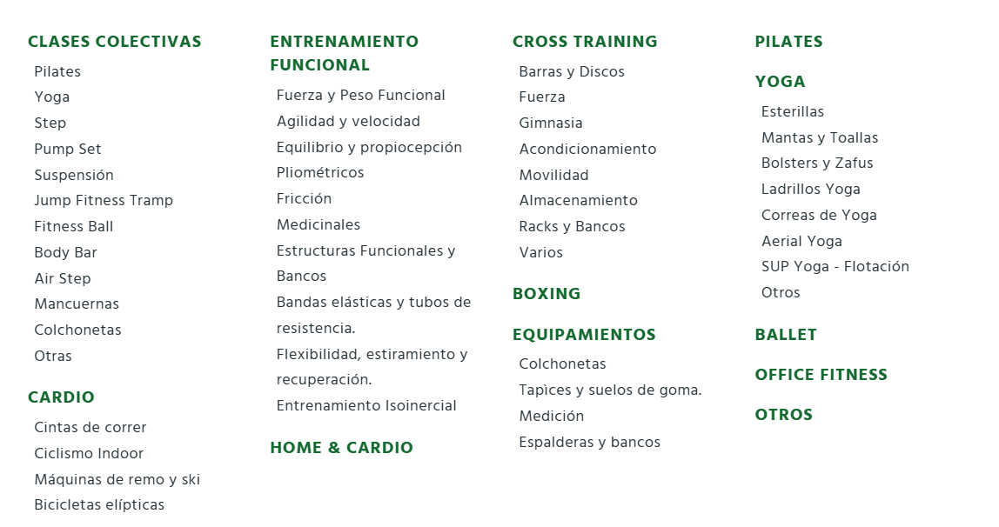 CLASES COLECTIVAS
Pilates
Yoga
Step
Pump Set
Suspensión
Jump Fitness Tramp
Fitness Ball
Body Bar
Air Step
Mancuernas
Colchonetas
Otras
CARDIO
Cintas de correr
Ciclismo Indoor
Máquinas de remo y ski
Bicicletas elípticas
ENTRENAMIENTO
FUNCIONAL
Fuerza y Peso Funcional
Agilidad y velocidad
Equilibrio y propiocepción
Pliométricos
Fricción
Medicinales
Estructuras Funcionales y
Bancos
Bandas elásticas y tubos de
resistencia.
Flexibilidad, estiramiento y
recuperación.
Entrenamiento Isoinercial
HOME & CARDIO
CROSS TRAINING
Barras y Discos
Fuerza
Gimnasia
Acondicionamiento
Movilidad
Almacenamiento
Racks y Bancos
Varios
BOXING
EQUIPAMIENTOS
Colchonetas
Tapìces y suelos de goma.
Medición
Espalderas y bancos
PILATES
YOGA
Esterillas
Mantas y Toallas
Bolsters y Zafus
Ladrillos Yoga
Correas de Yoga
Aerial Yoga
SUP Yoga - Flotación
Otros
BALLET
OFFICE FITNESS
OTROS